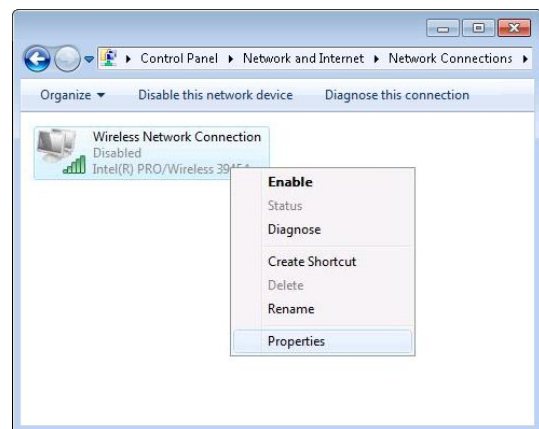 Control Panel Network and Internet Network Connections
Organize Disable this network device Diagnose this connection
Wireless Network Connection
Disabled
Intel(R) PRO/Wireless
Enable
Status
Diagnose
Create Shortcut
Delete
Rename
Properties